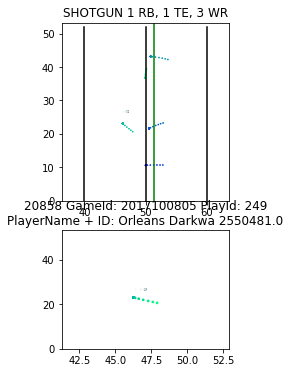 SHOTGUN 1 RB, 1 TE, 3 WR
50
40
30
20
10
0
40 50 60
20858 GameId: 2017100805 PlayId: 249
PlayerName + ID: Orleans Darkwa 2550481.0
40
20
0
42.5 45.0 47.5 50.0 52.5